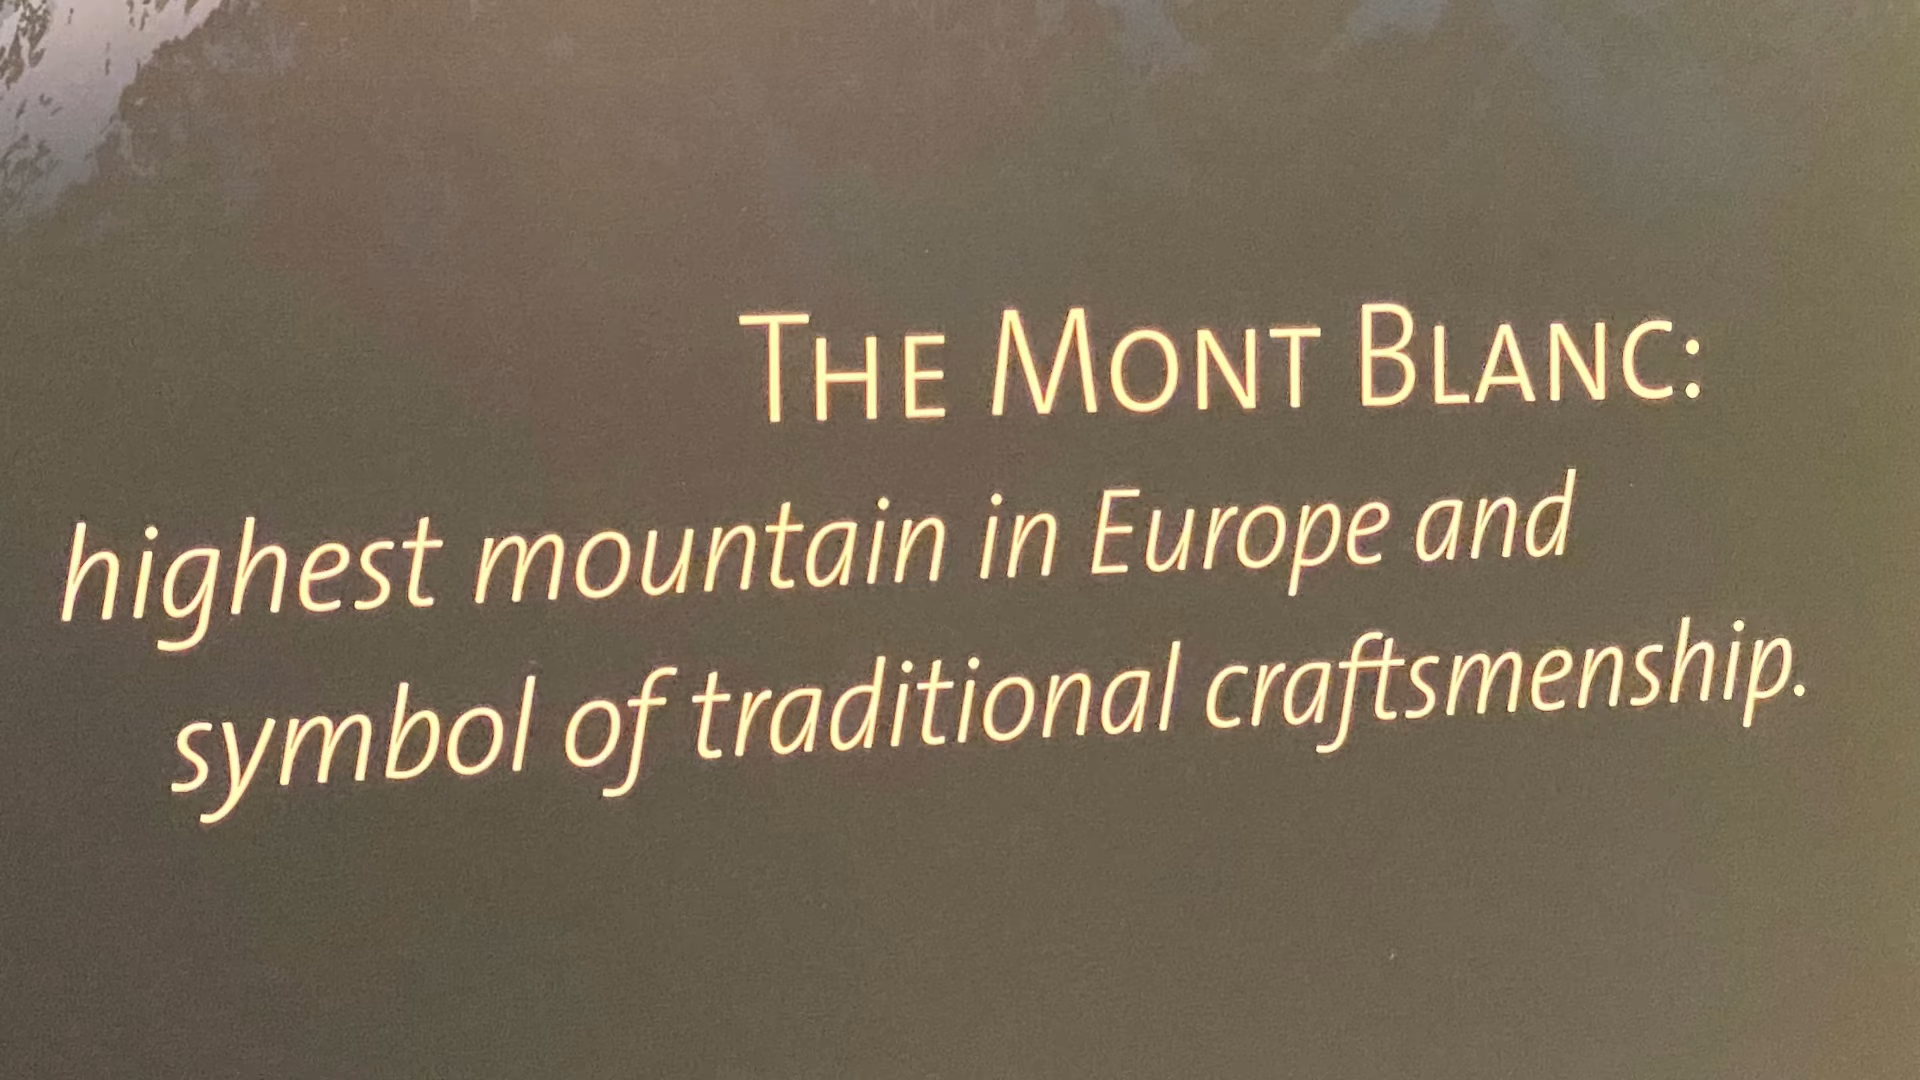 THE MONT BLANC:
highest mountain in Europe and
symbol of traditional craftsmenship.